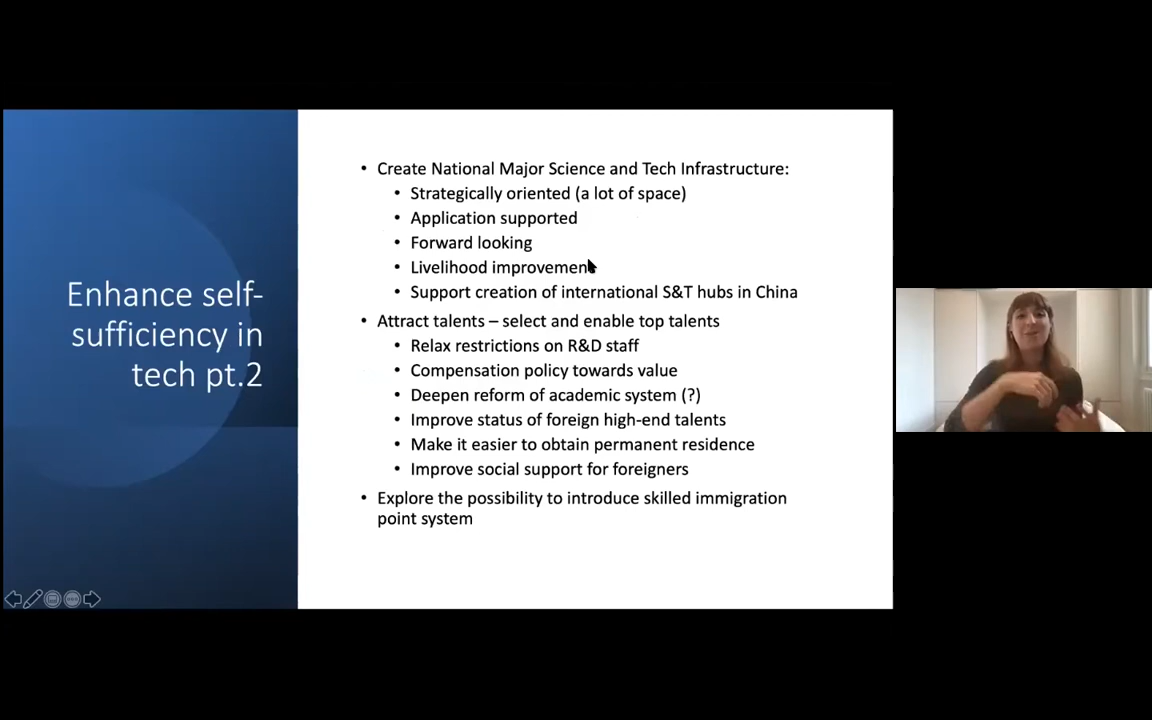 Enhance self-
sufficiency in
tech pt.2
• Create National Major Science and Tech Infrastructure:
• Strategically oriented (a lot of space)
• Application supported
• Forward looking
• Livelihood improvement
• Support creation of international S&T hubs in China
• Attract talents – select and enable top talents
• Relax restrictions on R&D staff
• Compensation policy towards value
• Deepen reform of academic system (?)
• Improve status of foreign high-end talents
• Make it easier to obtain permanent residence
• Improve social support for foreigners
• Explore the possibility to introduce skilled immigration
point system